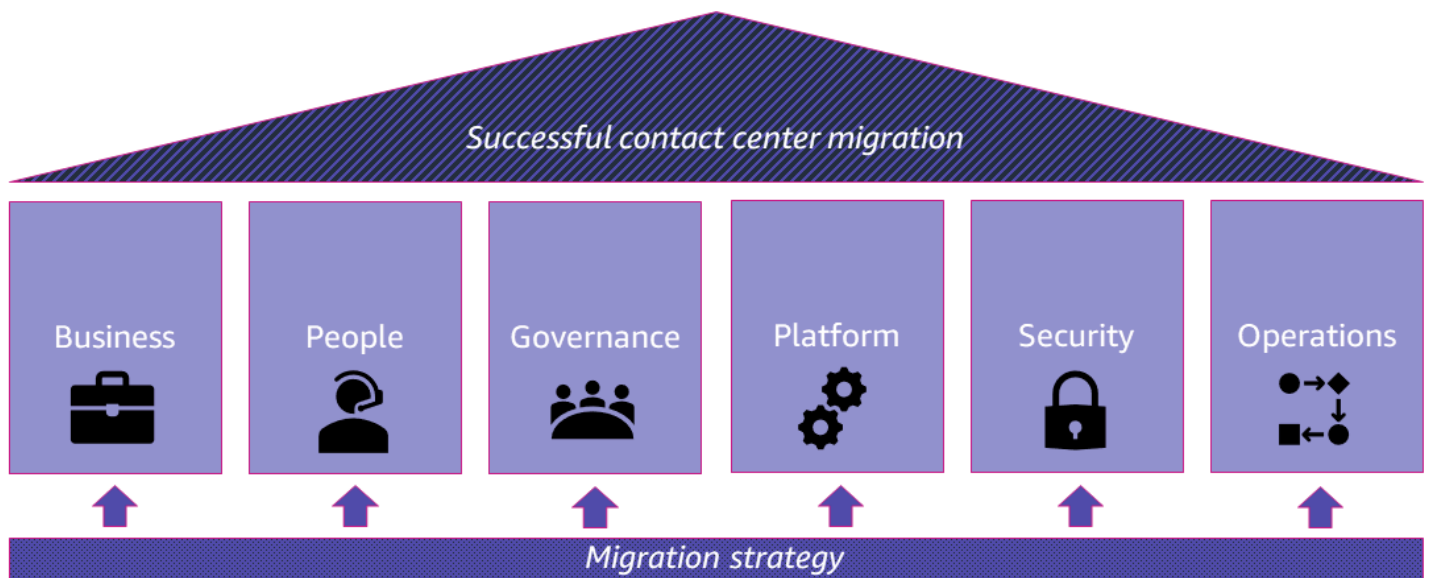 Successful contact center migration
Business
People
Governance
Platform
Security
Operations
Migration strategy